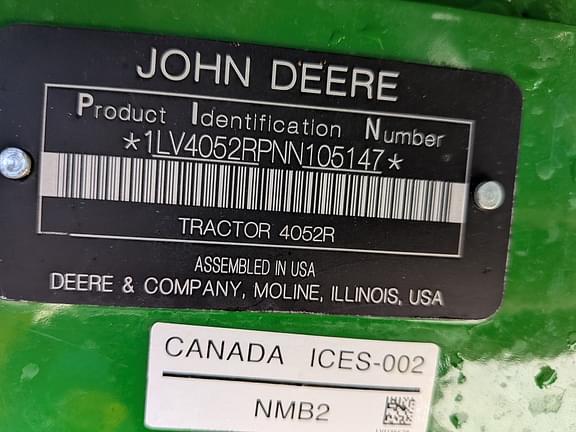 JOHN DEERE
Product Identification Number
*1LV4052RPNN105147*
TRACTOR 4052R
ASSEMBLED IN USA
DEERE & COMPANY, MOLINE, ILLINOIS, USA
CANADA ICES-002
NMB2